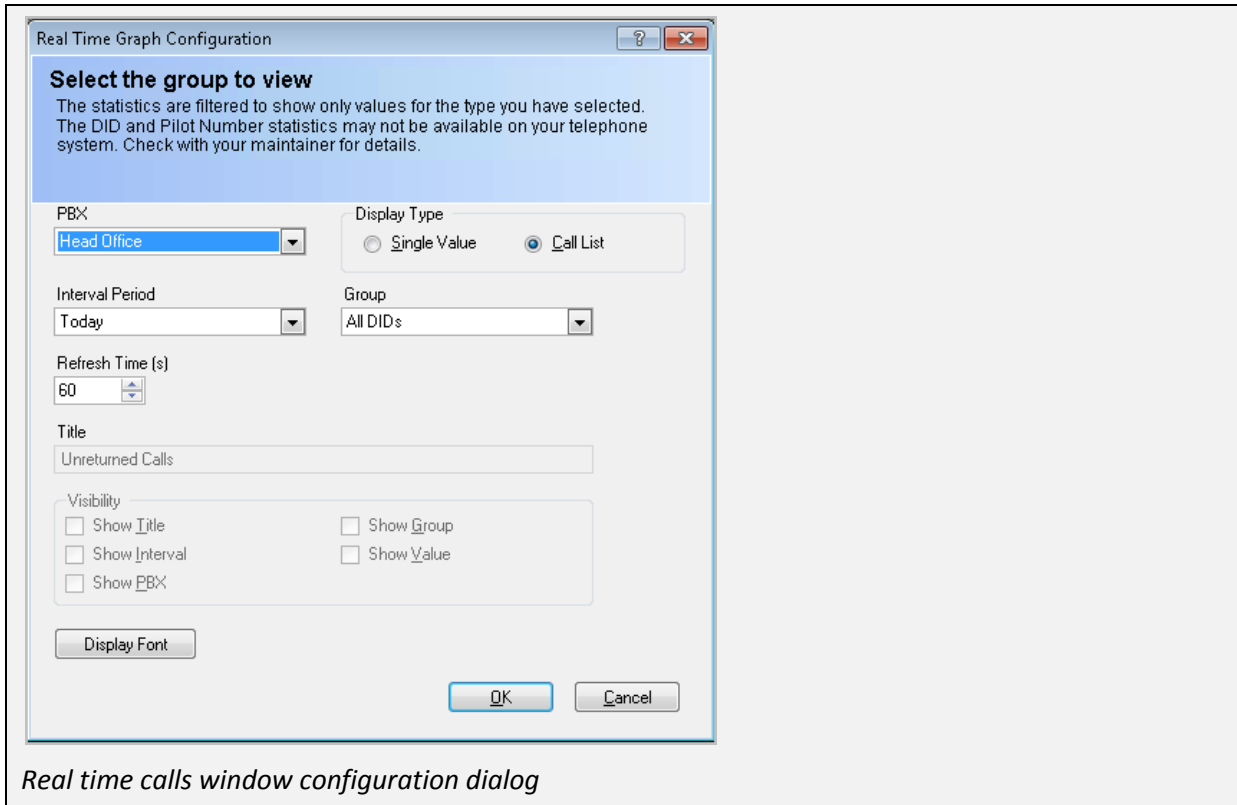 Real Time Graph Configuration
?
Select the group to view
The statistics are filtered to show only values for the type you have selected.
The DID and Pilot Number statistics may not be available on your telephone
system. Check with your maintainer for details.
PBX
Head Office
Display Type
Single Value
Call List
Interval Period
Today
Group
All DIDs
Refresh Time (s)
60
Title
Unreturned Calls
Visibility
Show Title
Show Group
Show Interval
Show Value
Show PBX
Display Font
OK
Cancel
Real time calls window configuration dialog